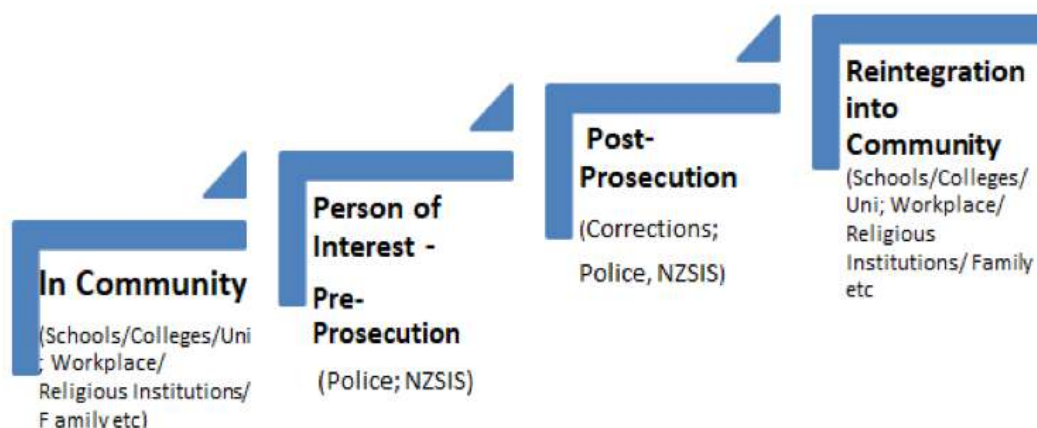 In Community
(Schools/Colleges/Uni
; Workplace/
Religious Institutions/
F amily etc)
Person of
Interest -
Pre-
Prosecution
(Police; NZSIS)
Post-
Prosecution
(Corrections;
Police, NZSIS)
Reintegration
into
Community
(Schools/Colleges/
Uni; Workplace/
Religious
Institutions/ Family
etc